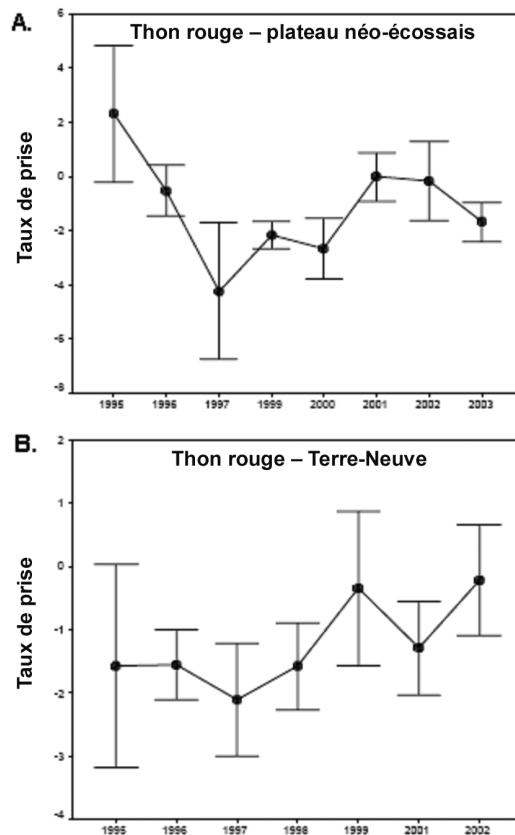 A.
Thon rouge – plateau néo-écossais
Taux de prise
6
4
2
0
-2
-4
-6
-8
1995 1996 1997 1999 2000 2001 2002 2003
B.
Thon rouge – Terre-Neuve
Taux de prise
2
1
0
-1
-2
-3
-4
1995 1996 1997 1998 1999 2001 2002